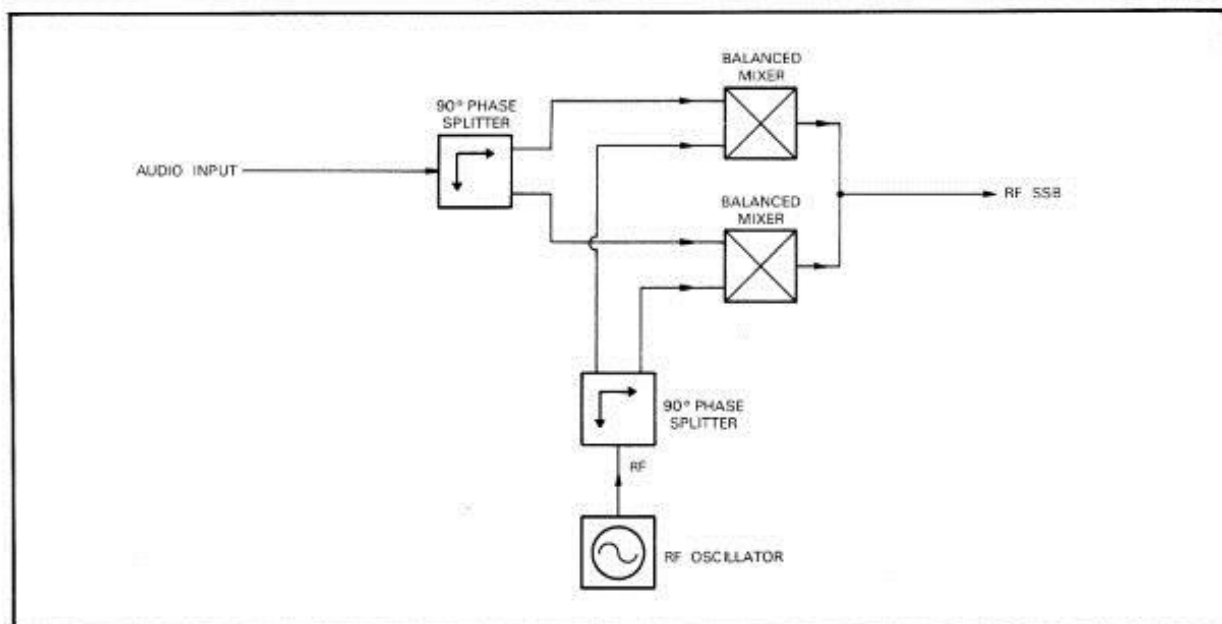 BALANCED
MIXER
90° PHASE
SPLITTER
AUDIO INPUT
RF SSB
BALANCED
MIXER
90° PHASE
SPLITTER
RF
RF OSCILLATOR